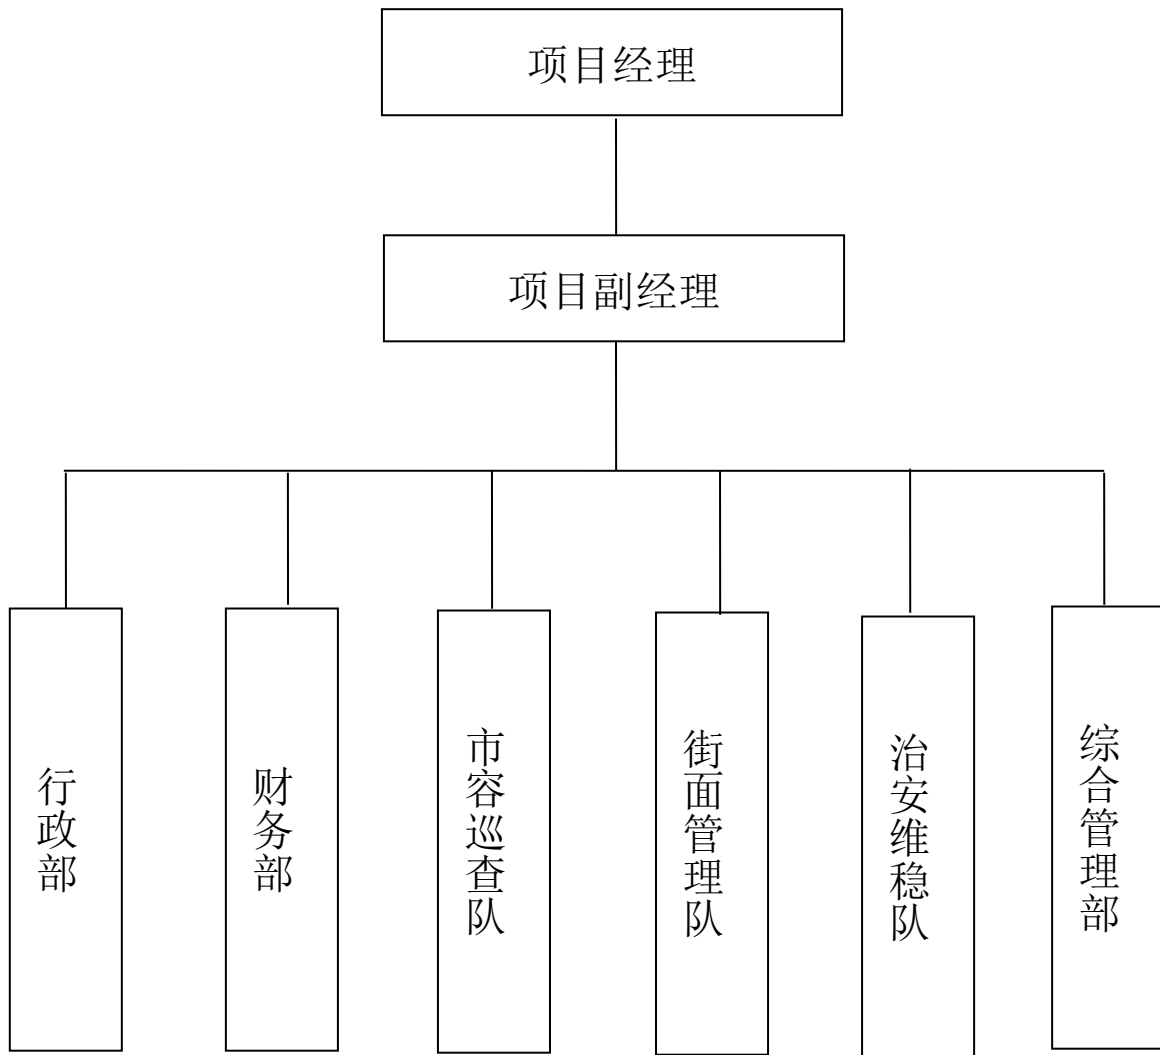 项目经理
项目副经理
行政部
财务部
市容巡查队
街面管理队
治安维稳队
综合管理部